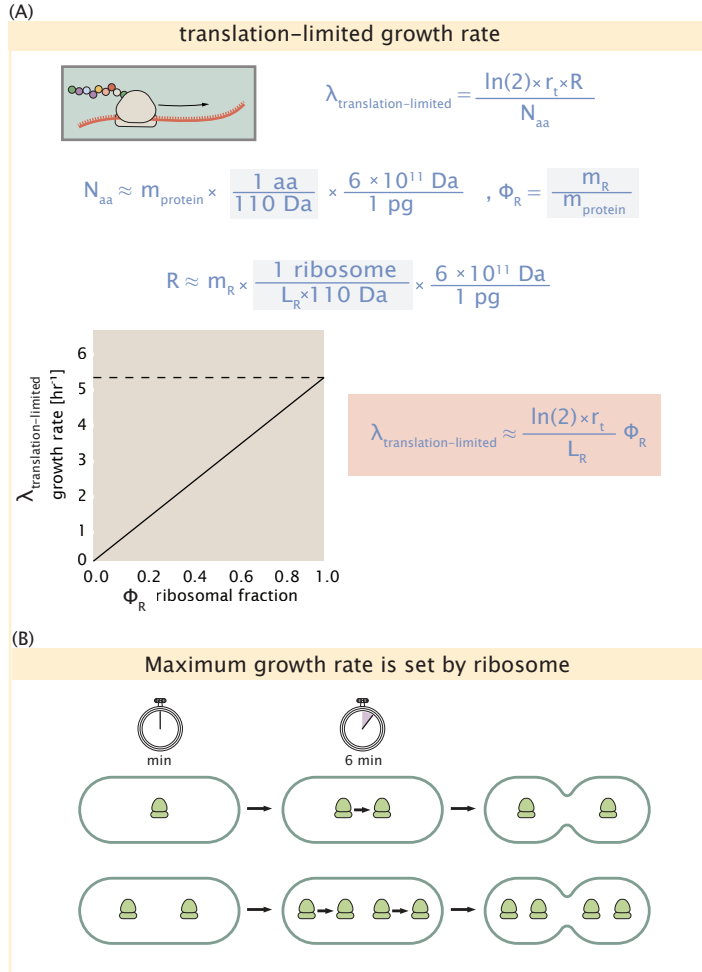 (A)
translation-limited growth rate
λtranslation-limited = ln(2)× rt×R / Naa
Naa ≈ mprotein × 1 aa / 110 Da × 6 ×10¹¹ Da / 1 pg , ΦR = mR / mprotein
R ≈ mR × 1 ribosome / LR×110 Da × 6 ×10¹¹ Da / 1 pg
λtranslation-limited
growth rate [hr⁻¹]
6
5
4
3
2
1
0
0.0 0.2 0.4 0.6 0.8 1.0
ΦR ribosomal fraction
λtranslation-limited ≈ ln(2)×rt / LR ΦR
(B)
Maximum growth rate is set by ribosome
min 6 min